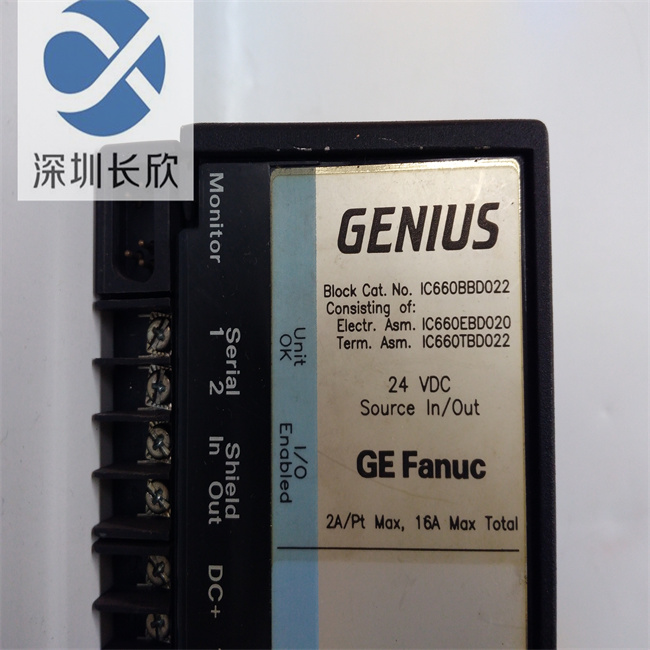 深圳长欣
GENIUS
Block Cat. No. IC660BBD022
Consisting of:
Electr. Asm. IC660EBD020
Term. Asm. IC660TBD022
24 VDC
Source In/Out
GE Fanuc
2A/Pt Max, 16A Max Total
Monitor
Serial
1 2
Shield
In Out
DC+
Unit
OK
I/O
Enabled